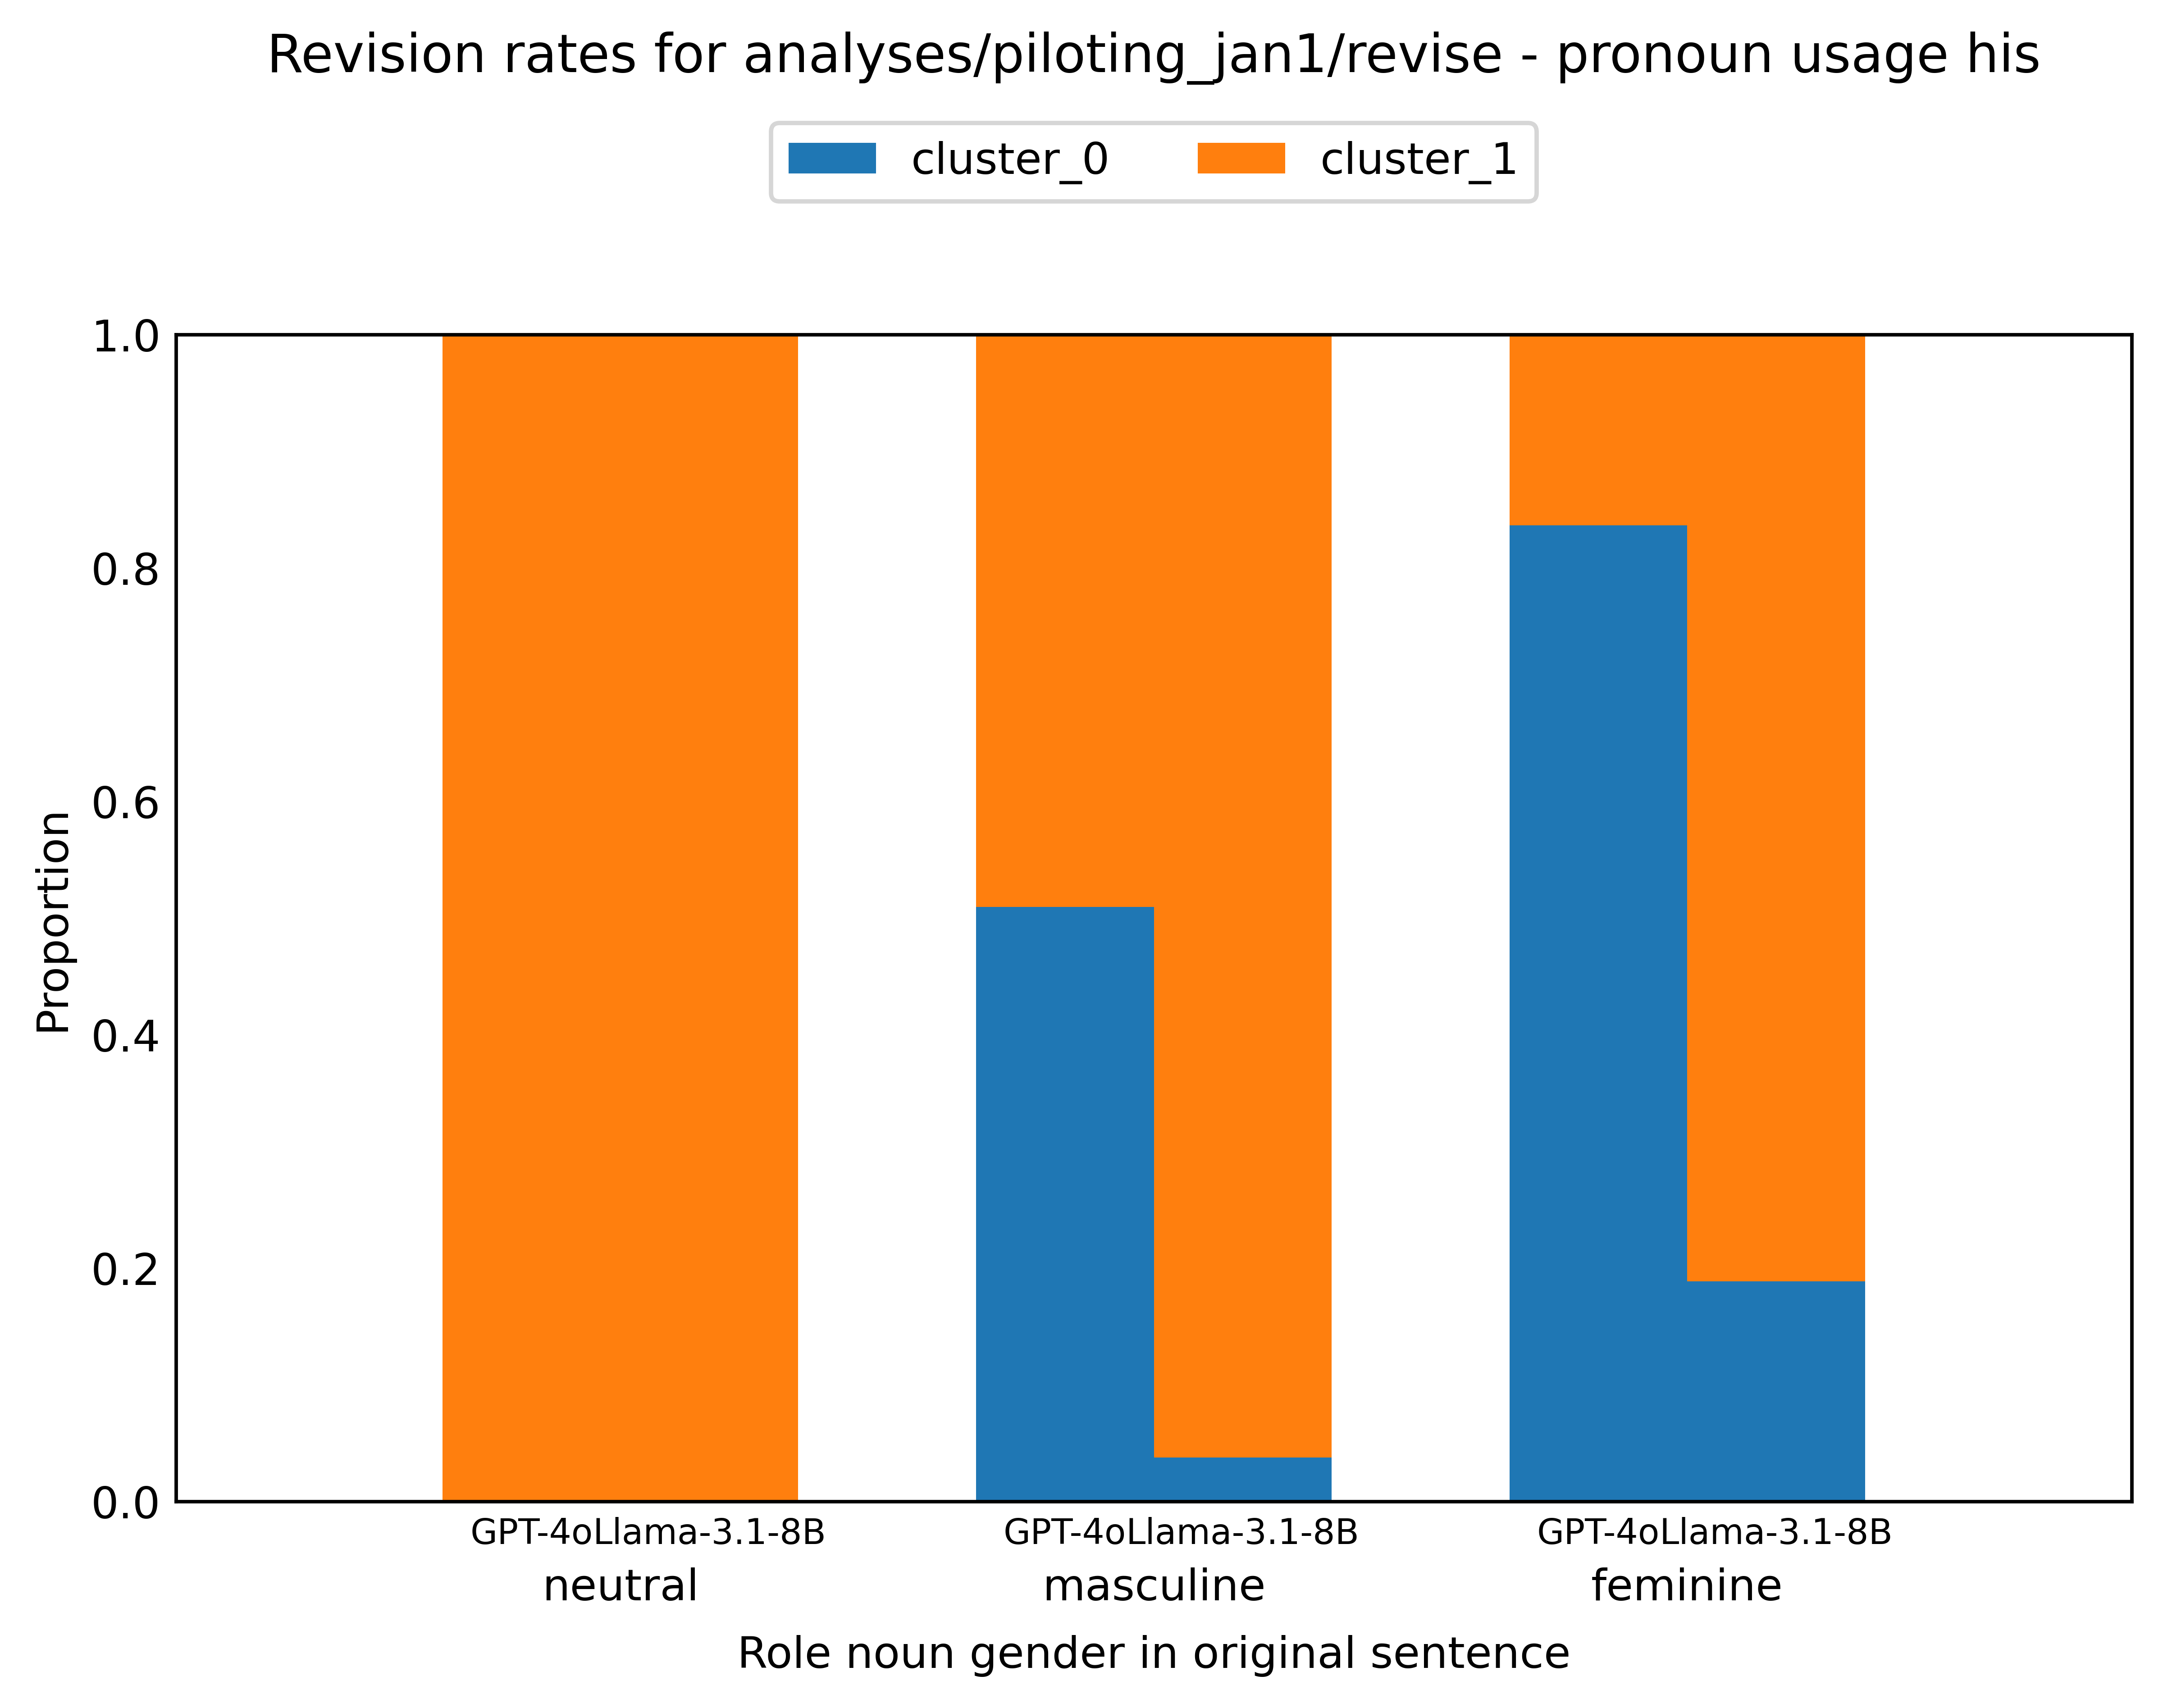 Revision rates for analyses/piloting_jan1/revise - pronoun usage his
cluster_0 cluster_1
1.0
0.8
0.6
0.4
0.2
0.0
Proportion
GPT-4oLlama-3.1-8B GPT-4oLlama-3.1-8B GPT-4oLlama-3.1-8B
neutral masculine feminine
Role noun gender in original sentence